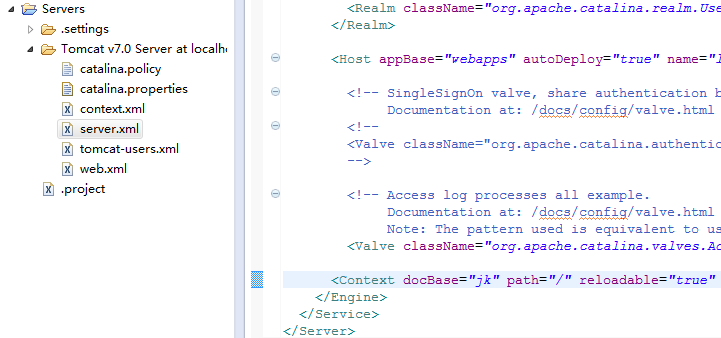 Servers
.settings
Tomcat v7.0 Server at localho
catalina.policy
catalina.properties
context.xml
server.xml
tomcat-users.xml
web.xml
.project
<Realm className="org.apache.catalina.realm.Use
</Realm>
<Host appBase="webapps" autoDeploy="true" name="l
<!-- SingleSignOn valve, share authentication b
Documentation at: /docs/config/valve.html
<!--
<Valve className="org.apache.catalina.authentic
-->
<!-- Access log processes all example.
Documentation at: /docs/config/valve.html
Note: The pattern used is equivalent to us
<Valve className="org.apache.catalina.valves.Ac
<Context docBase="jk" path="/" reloadable="true"
</Engine>
</Service>
</Server>